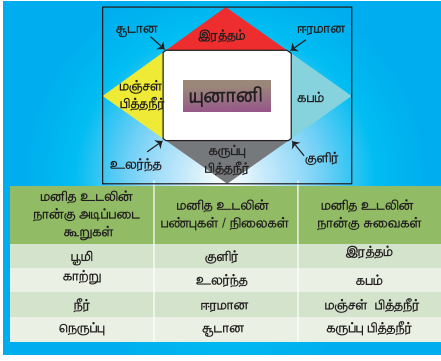 சூடான
இரத்தம்
ஈரமான
மஞ்சள்
பித்தநீர்
யுனானி
கபம்
உலர்ந்த
கருப்பு
பித்தநீர்
குளிர்
மனித உடலின்
நான்கு அடிப்படை
கூறுகள்
மனித உடலின்
பண்புகள் / நிலைகள்
மனித உடலின்
நான்கு சுவைகள்
பூமி குளிர் இரத்தம்
காற்று உலர்ந்த கபம்
நீர் ஈரமான மஞ்சள் பித்தநீர்
நெருப்பு சூடான கருப்பு பித்தநீர்